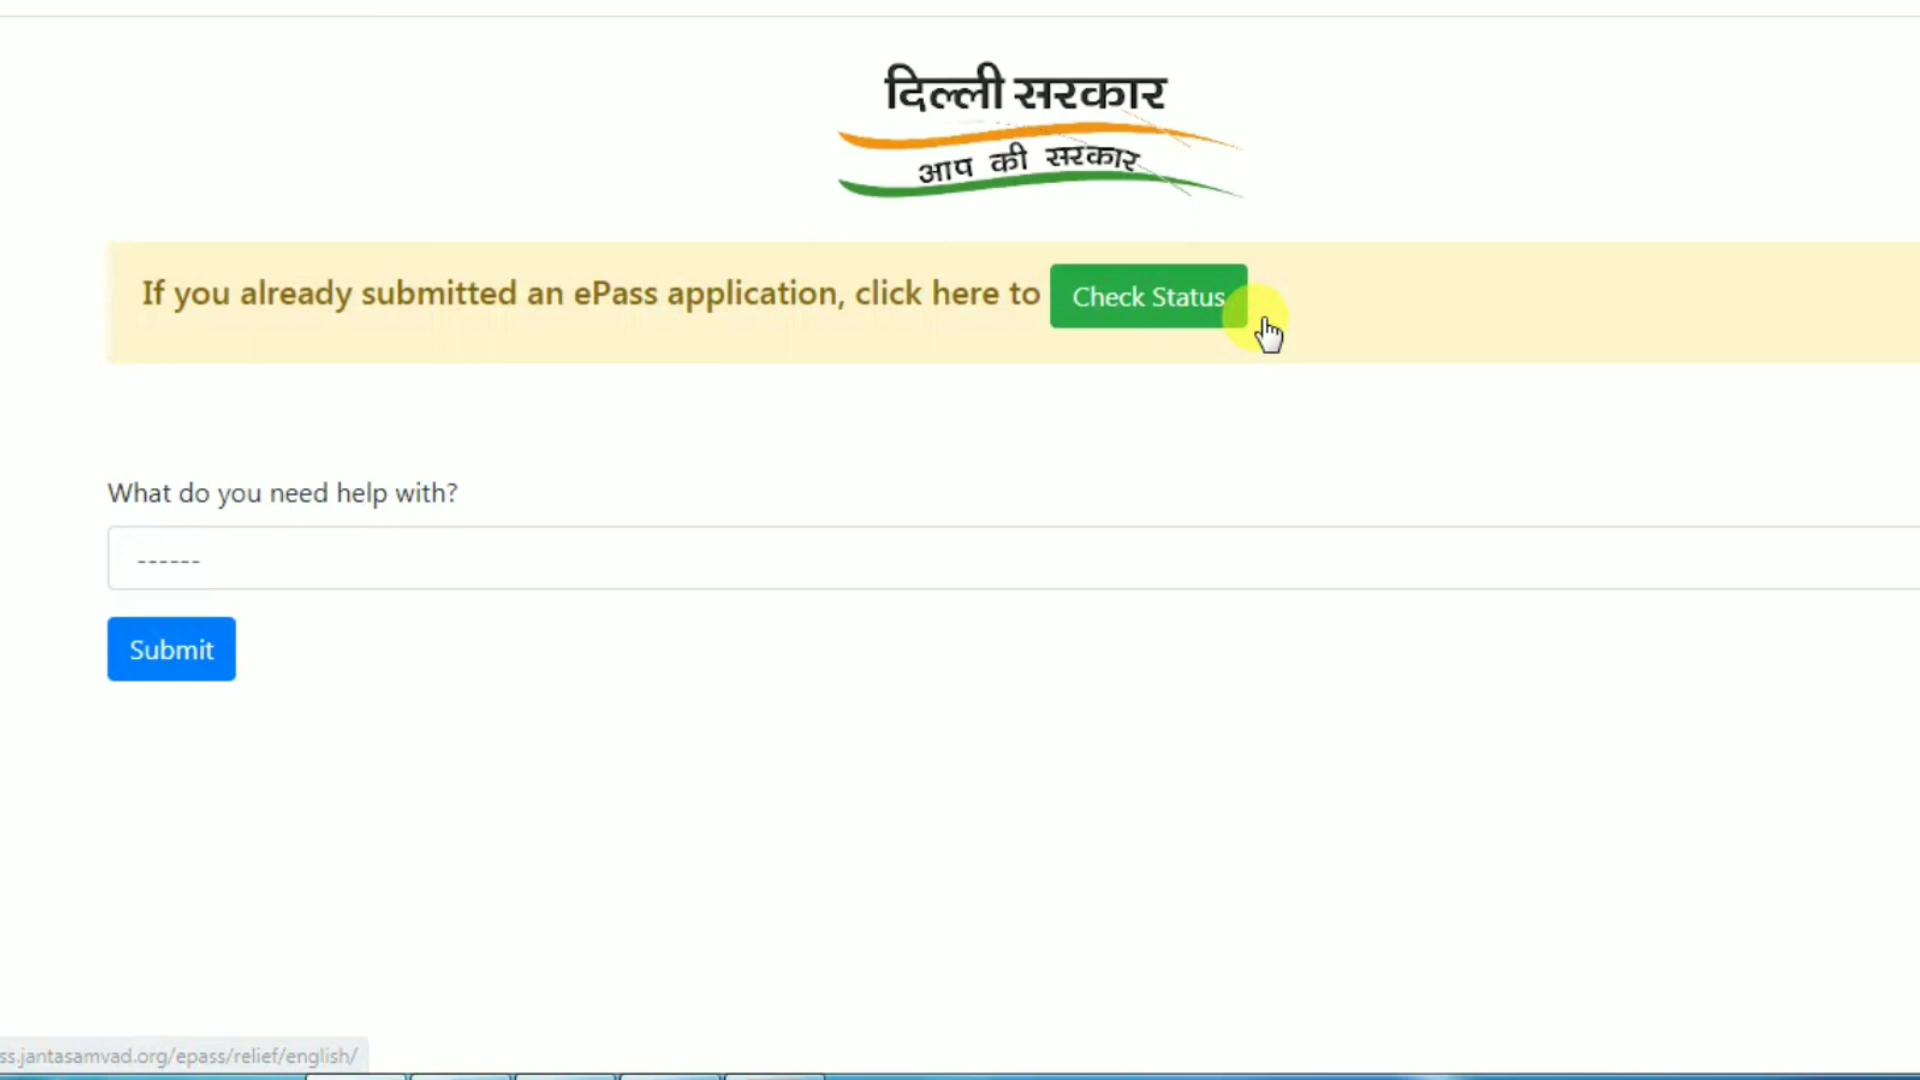 दिल्ली सरकार
आप की सरकार
If you already submitted an ePass application, click here to Check Status
What do you need help with?
------
Submit
ss.jantasamvad.org/epass/relief/english/